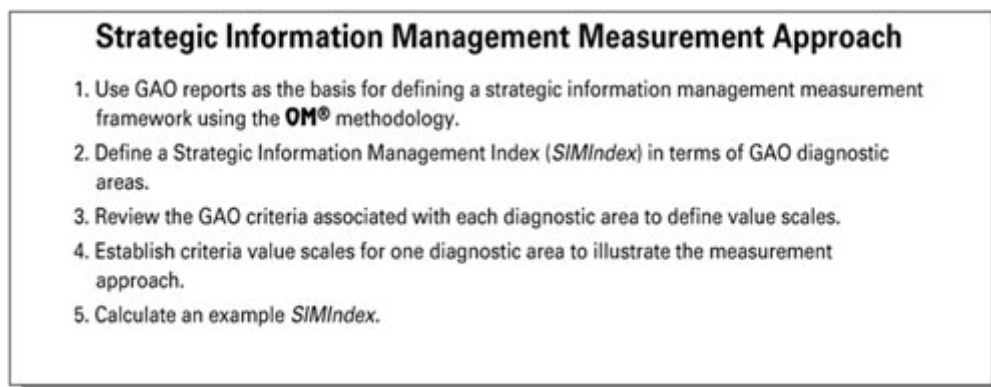 Strategic Information Management Measurement Approach
1. Use GAO reports as the basis for defining a strategic information management measurement
framework using the OM® methodology.
2. Define a Strategic Information Management Index (SIMIndex) in terms of GAO diagnostic
areas.
3. Review the GAO criteria associated with each diagnostic area to define value scales.
4. Establish criteria value scales for one diagnostic area to illustrate the measurement
approach.
5. Calculate an example SIMIndex.